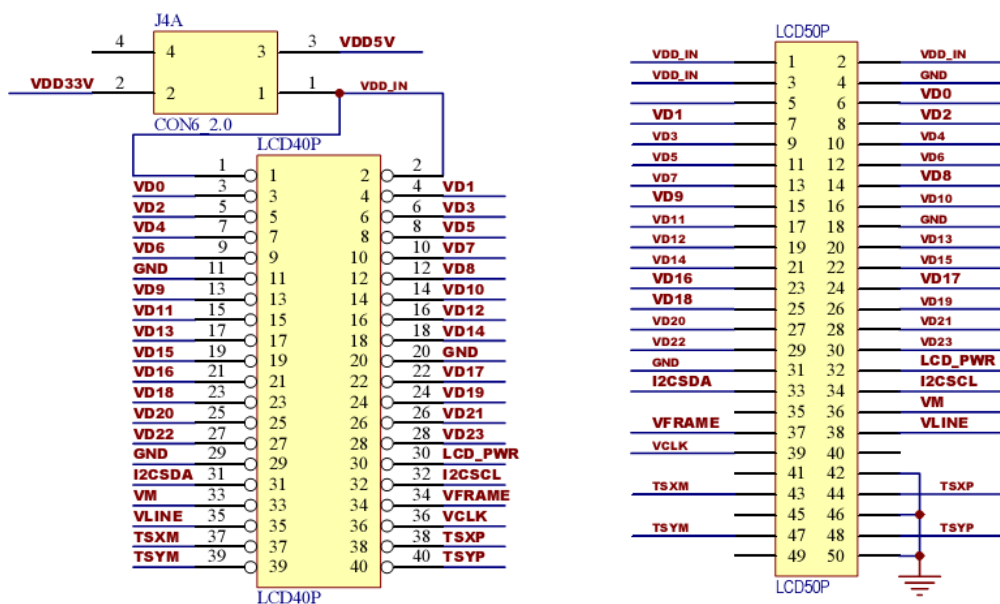 J4A
4 4 3 3 VDD5V
VDD33V 2 2 1 1 VDD_IN
CON6_2.0
LCD40P
1 1 2 2
VD0 3 3 4 4 VD1
VD2 5 5 6 6 VD3
VD4 7 7 8 8 VD5
VD6 9 9 10 10 VD7
GND 11 11 12 12 VD8
VD9 13 13 14 14 VD10
VD11 15 15 16 16 VD12
VD13 17 17 18 18 VD14
VD15 19 19 20 20 GND
VD16 21 21 22 22 VD17
VD18 23 23 24 24 VD19
VD20 25 25 26 26 VD21
VD22 27 27 28 28 VD23
GND 29 29 30 30 LCD_PWR
I2CSDA 31 31 32 32 I2CSCL
VM 33 33 34 34 VFRAME
VLINE 35 35 36 36 VCLK
TSXM 37 37 38 38 TSXP
TSYM 39 39 40 40 TSYP
LCD40P
LCD50P
VDD_IN 1 2 VDD_IN
VDD_IN 3 4 GND
5 6 VD0
VD1 7 8 VD2
VD3 9 10 VD4
VD5 11 12 VD6
VD7 13 14 VD8
VD9 15 16 VD10
VD11 17 18 GND
VD12 19 20 VD13
VD14 21 22 VD15
VD16 23 24 VD17
VD18 25 26 VD19
VD20 27 28 VD21
VD22 29 30 VD23
GND 31 32 LCD_PWR
I2CSDA 33 34 I2CSCL
35 36 VM
VFRAME 37 38 VLINE
VCLK 39 40
41 42
TSXM 43 44 TSXP
45 46
TSYM 47 48 TSYP
49 50
LCD50P